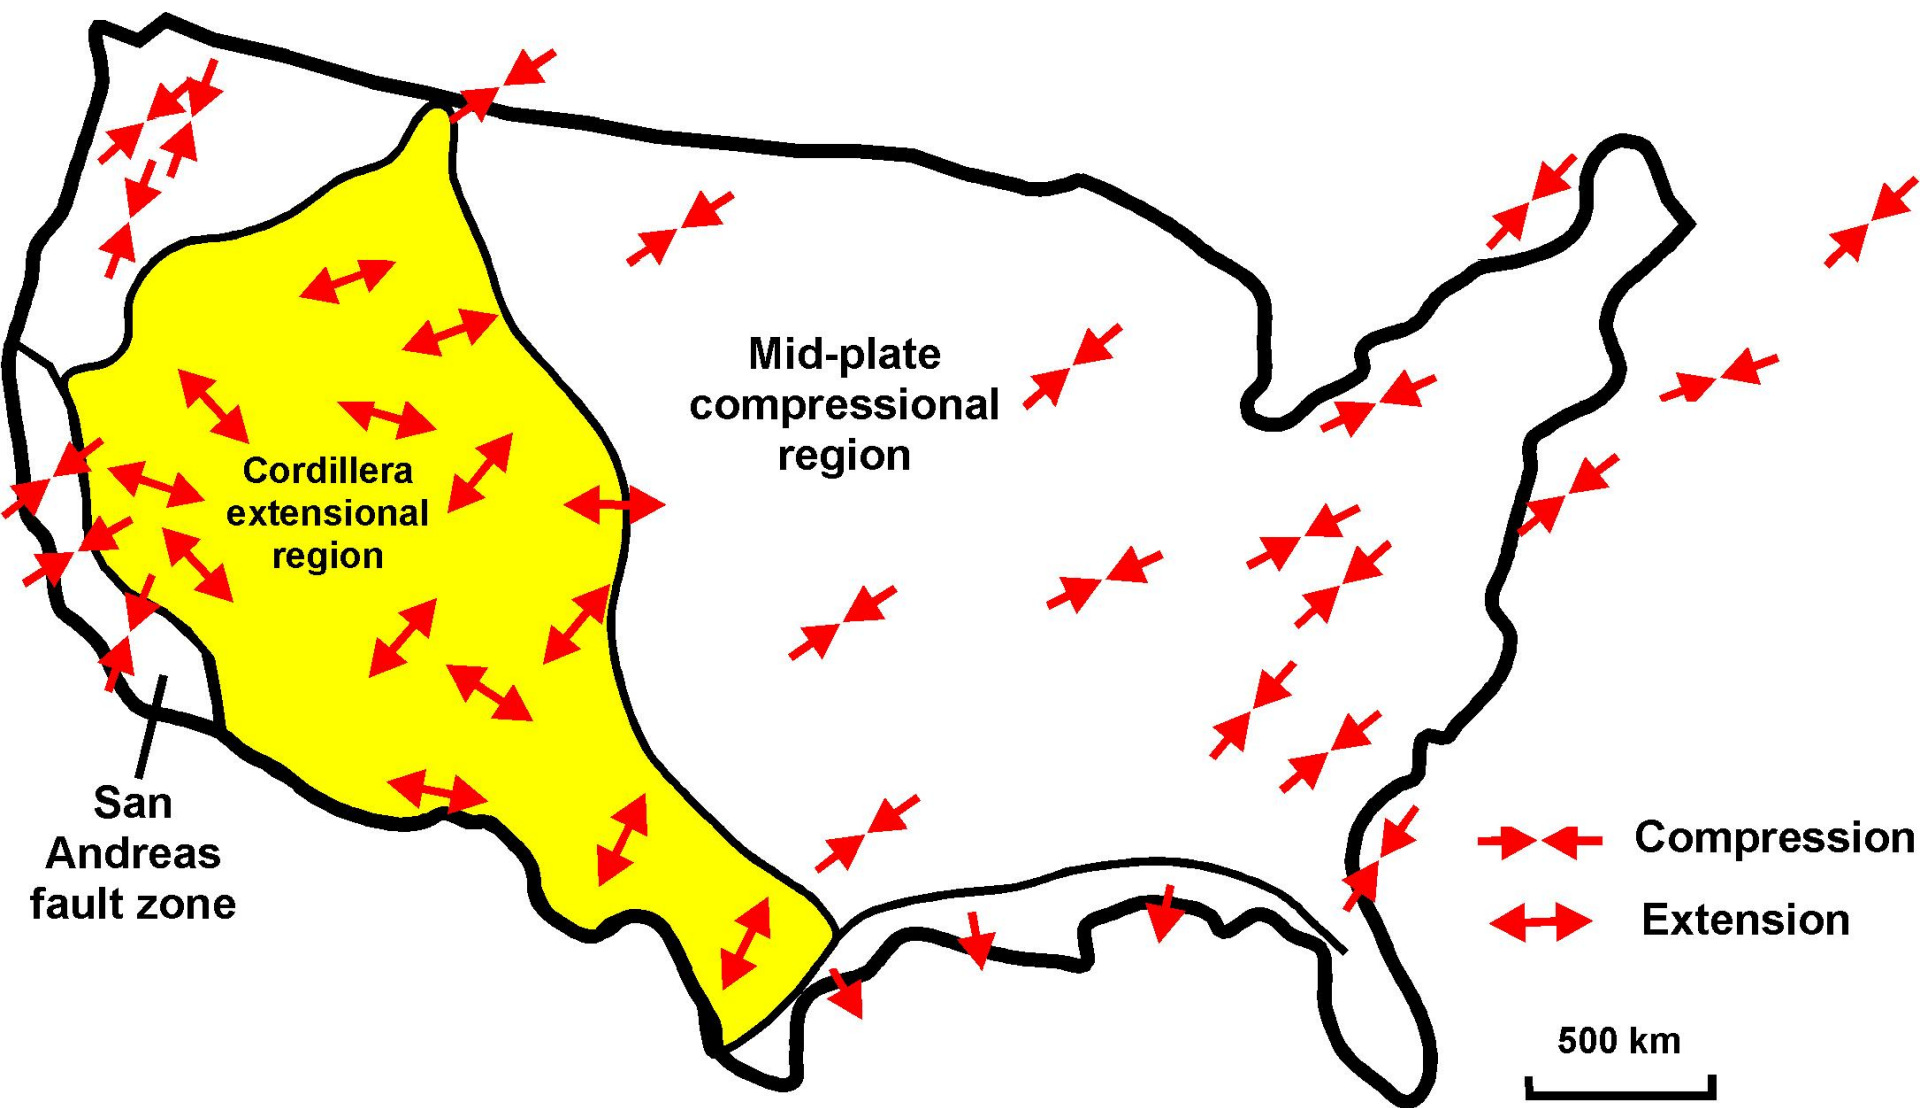 Mid-plate
compressional
region
Cordillera
extensional
region
San
Andreas
fault zone
Compression
Extension
500 km